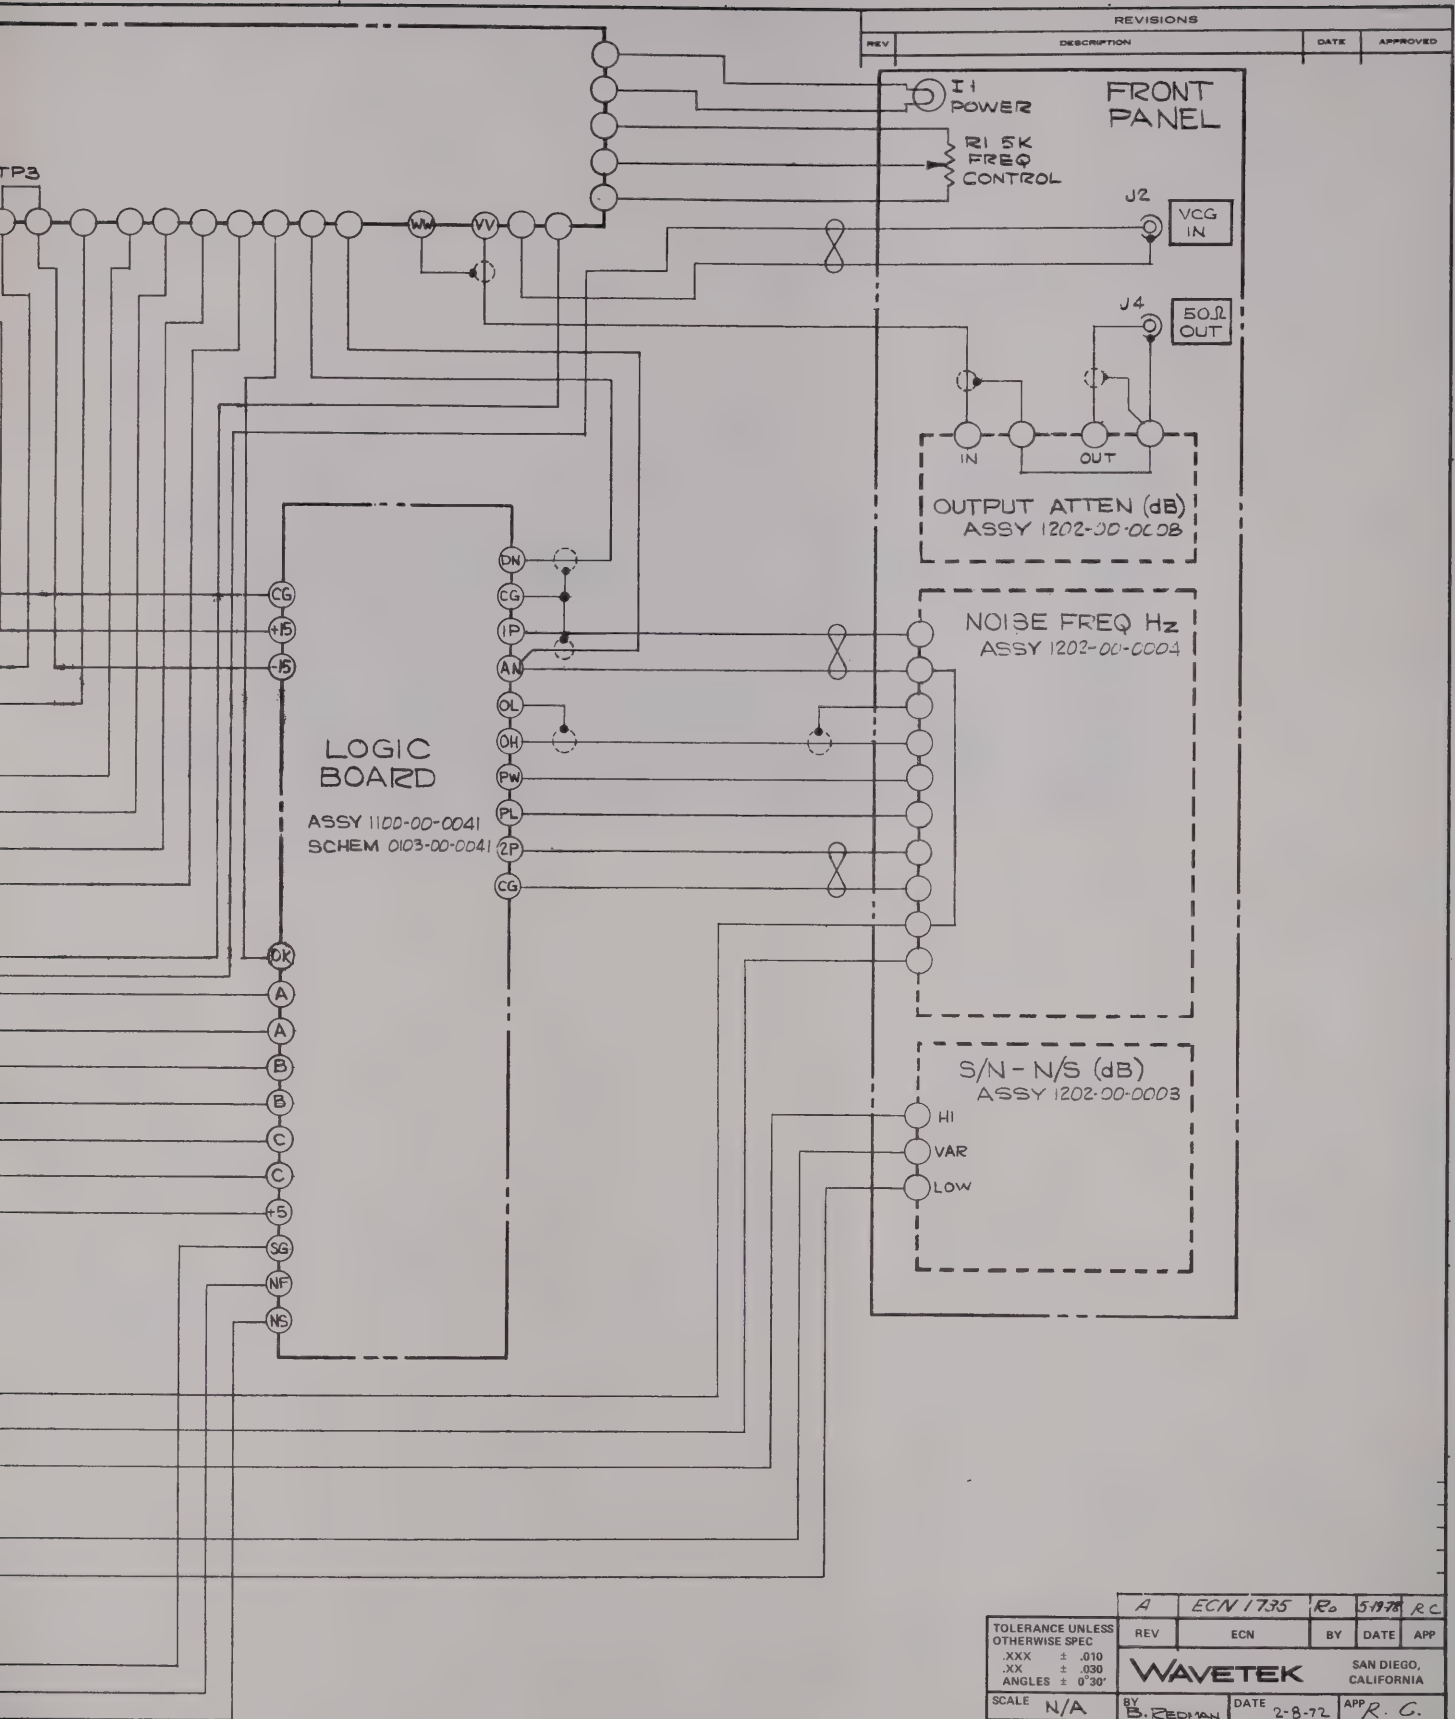 REVISIONS
REV DESCRIPTION DATE APPROVED
I1
POWER
FRONT
PANEL
R1 5K
FREQ
CONTROL
TP3
J2
VCG
IN
WW VV
J4
50Ω
OUT
IN OUT
OUTPUT ATTEN (dB)
ASSY 1202-00-0008
DN
CG CG
+15 1P
-15 AN
NOISE FREQ Hz
ASSY 1202-00-0004
OL
OH
PW
PL
2P
CG
LOGIC
BOARD
ASSY 1100-00-0041
SCHEM 0103-00-0041
OK
A
A
B
B
C
C
+5
SG
NF
NS
S/N - N/S (dB)
ASSY 1202-00-0003
HI
VAR
LOW
A ECN 1735 5-19-78 RC
REV ECN BY DATE APP
TOLERANCE UNLESS
OTHERWISE SPEC
.XXX ± .010
.XX ± .030
ANGLES ± 0°30'
WAVETEK
SAN DIEGO,
CALIFORNIA
SCALE N/A
BY B. REDMAN
DATE 2-8-72
APP R. C.